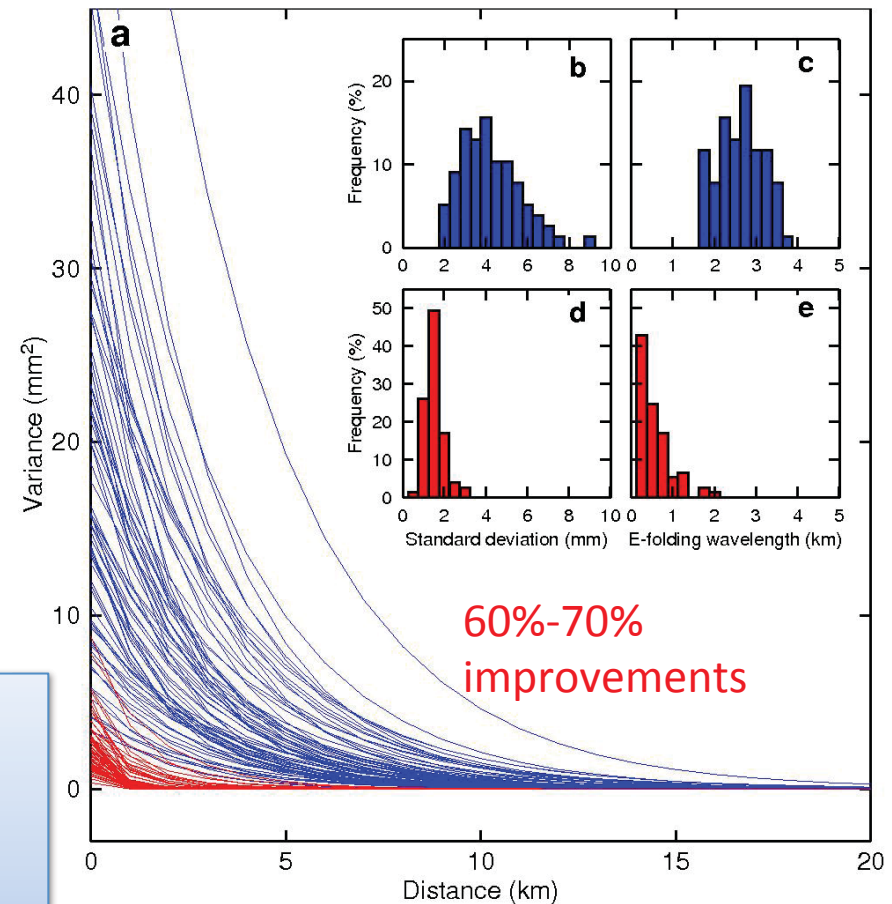 a
40
30
20
10
0
Variance (mm²)
0
5
10
15
20
Distance (km)
b
20
10
0
Frequency (%)
0 2 4 6 8 10
c
0 1 2 3 4 5
d
50
40
30
20
10
0
Frequency (%)
0 2 4 6 8 10
Standard deviation (mm)
e
0 1 2 3 4 5
E-folding wavelength (km)
60%-70%
improvements